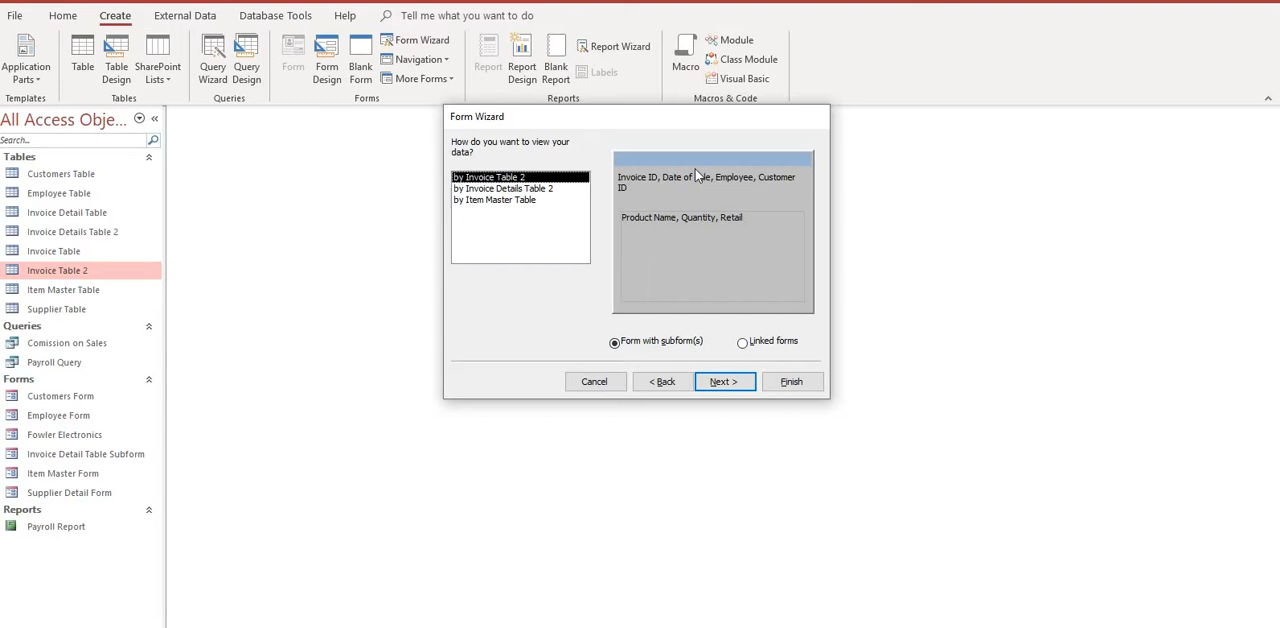 File Home Create External Data Database Tools Help Tell me what you want to do
Application Parts
Table
Table Design
SharePoint Lists
Query Wizard
Query Design
Form
Form Design
Blank Form
Form Wizard
Navigation
More Forms
Report
Report Design
Blank Report
Report Wizard
Labels
Macro
Module
Class Module
Visual Basic
Templates Tables Queries Forms Reports Macros & Code
All Access Obje...
Search...
Tables
Customers Table
Employee Table
Invoice Detail Table
Invoice Details Table 2
Invoice Table
Invoice Table 2
Item Master Table
Supplier Table
Queries
Comission on Sales
Payroll Query
Forms
Customers Form
Employee Form
Fowler Electronics
Invoice Detail Table Subform
Item Master Form
Supplier Detail Form
Reports
Payroll Report
Form Wizard
How do you want to view your
data?
by Invoice Table 2
by Invoice Details Table 2
by Item Master Table
Invoice ID, Date of Employee, Customer
ID
Product Name, Quantity, Retail
Form with subform(s) Linked forms
Cancel < Back Next > Finish